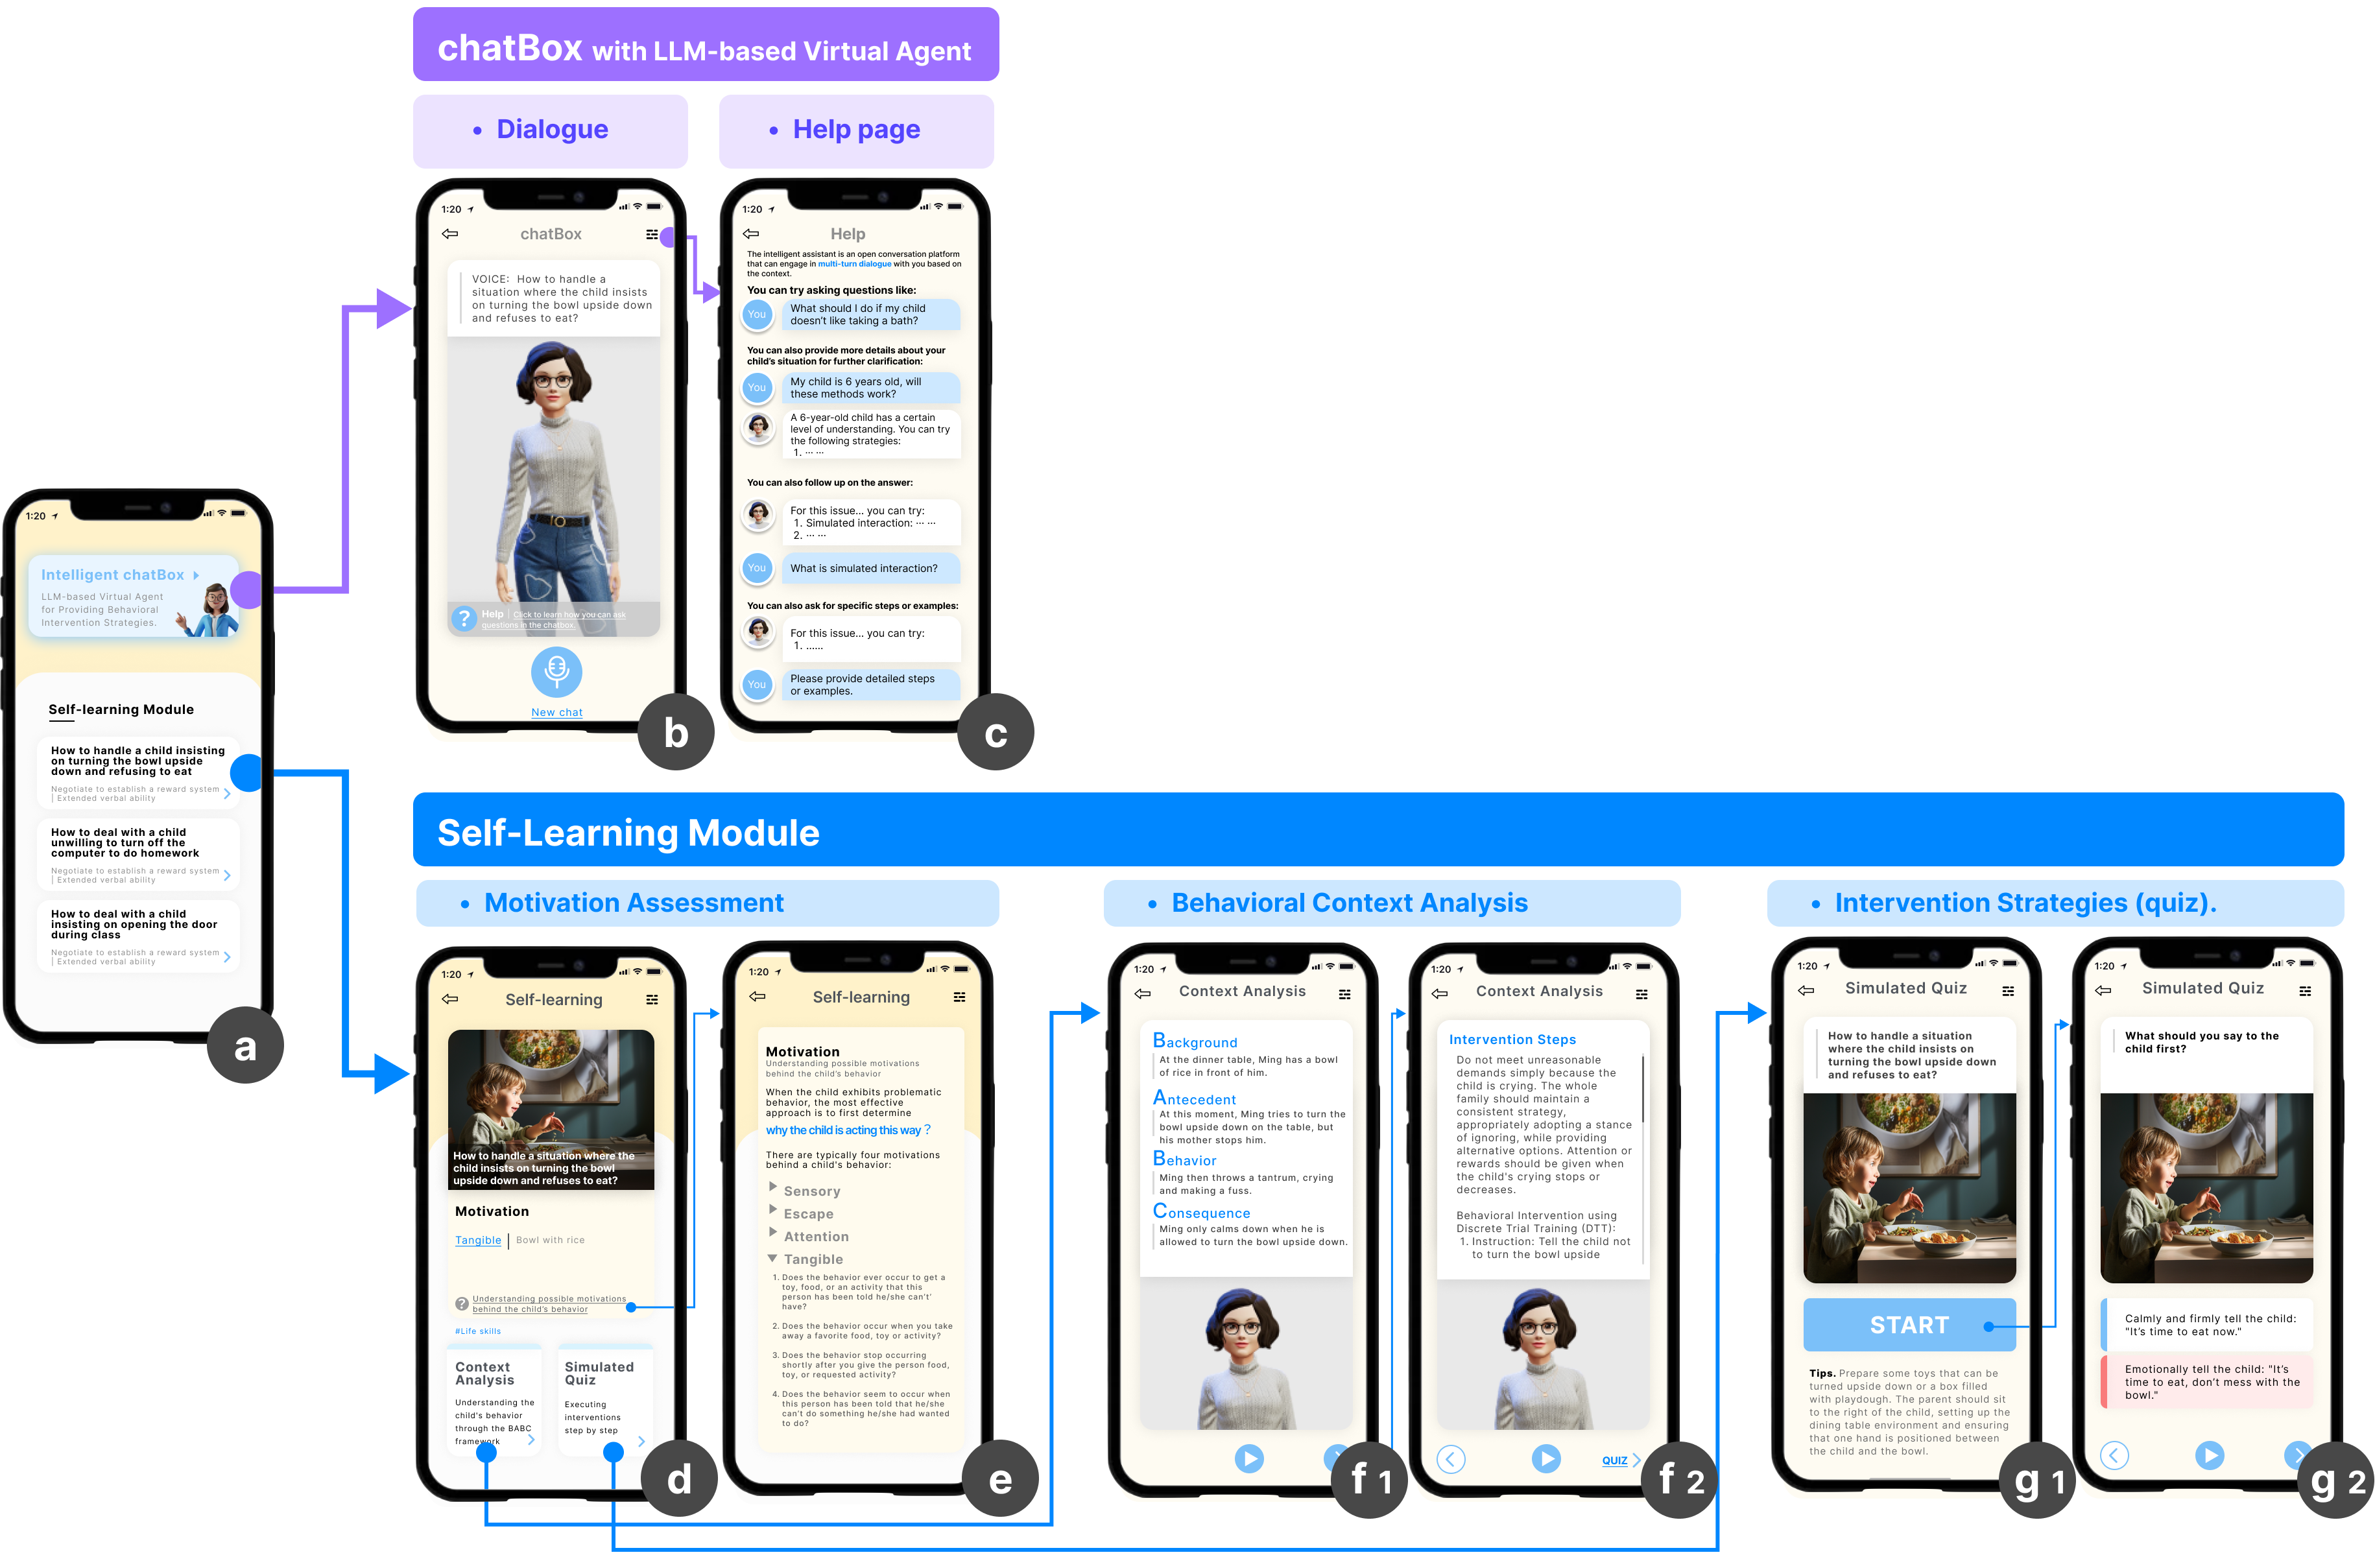 chatBox with LLM-based Virtual Agent
• Dialogue
• Help page
1:20
Intelligent chatBox
LLM-based Virtual Agent
for Providing Behavioral
Intervention Strategies.
Self-learning Module
How to handle a child insisting
on turning the bowl upside
down and refusing to eat
Negotiate to establish a reward system
| Extended verbal ability
How to deal with a child
unwilling to turn off the
computer to do homework
Negotiate to establish a reward system
| Extended verbal ability
How to deal with a child
insisting on opening the door
during class
Negotiate to establish a reward system
| Extended verbal ability
a
1:20
chatBox
VOICE: How to handle a
situation where the child insists
on turning the bowl upside down
and refuses to eat?
? Help | Click to learn how you can ask
questions in the chatbox.
New chat
b
1:20
Help
The intelligent assistant is an open conversation platform
that can engage in multi-turn dialogue with you based on
the context.
You can try asking questions like:
You
What should I do if my child
doesn't like taking a bath?
You can also provide more details about your
child's situation for further clarification:
You
My child is 6 years old, will
these methods work?
A 6-year-old child has a certain
level of understanding. You can try
the following strategies:
1. ... ...
You can also follow up on the answer:
For this issue... you can try:
1. Simulated interaction: ... ...
2. ... ...
You
What is simulated interaction?
You can also ask for specific steps or examples:
For this issue... you can try:
1. ......
You
Please provide detailed steps
or examples.
c
Self-Learning Module
• Motivation Assessment
• Behavioral Context Analysis
• Intervention Strategies (quiz).
1:20
Self-learning
How to handle a situation where the
child insists on turning the bowl
upside down and refuses to eat?
Motivation
Tangible | Bowl with rice
? Understanding possible motivations
behind the child's behavior
#Life skills
Context
Analysis
Understanding the
child's behavior
through the BABC
framework
Simulated
Quiz
Executing
interventions
step by step
d
1:20
Self-learning
Motivation
Understanding possible motivations
behind the child's behavior
When the child exhibits problematic
behavior, the most effective
approach is to first determine
why the child is acting this way ?
There are typically four motivations
behind a child's behavior:
Sensory
Escape
Attention
Tangible
1. Does the behavior ever occur to get a
toy, food, or an activity that this
person has been told he/she can't'
have?
2. Does the behavior occur when you take
away a favorite food, toy or activity?
3. Does the behavior stop occurring
shortly after you give the person food,
toy, or requested activity?
4. Does the behavior seem to occur when
this person has been told that he/she
can't do something he/she had wanted
to do?
e
1:20
Context Analysis
Background
At the dinner table, Ming has a bowl
of rice in front of him.
Antecedent
At this moment, Ming tries to turn the
bowl upside down on the table, but
his mother stops him.
Behavior
Ming then throws a tantrum, crying
and making a fuss.
Consequence
Ming only calms down when he is
allowed to turn the bowl upside down.
f 1
1:20
Context Analysis
Intervention Steps
Do not meet unreasonable
demands simply because the
child is crying. The whole
family should maintain a
consistent strategy,
appropriately adopting a stance
of ignoring, while providing
alternative options. Attention or
rewards should be given when
the child's crying stops or
decreases.
Behavioral Intervention using
Discrete Trial Training (DTT):
1. Instruction: Tell the child not
to turn the bowl upside
QUIZ
f 2
1:20
Simulated Quiz
How to handle a situation
where the child insists on
turning the bowl upside down
and refuses to eat?
START
Tips. Prepare some toys that can be
turned upside down or a box filled
with playdough. The parent should sit
to the right of the child, setting up the
dining table environment and ensuring
that one hand is positioned between
the child and the bowl.
g 1
1:20
Simulated Quiz
What should you say to the
child first?
Calmly and firmly tell the child:
"It's time to eat now."
Emotionally tell the child: "It's
time to eat, don't mess with the
bowl."
g 2